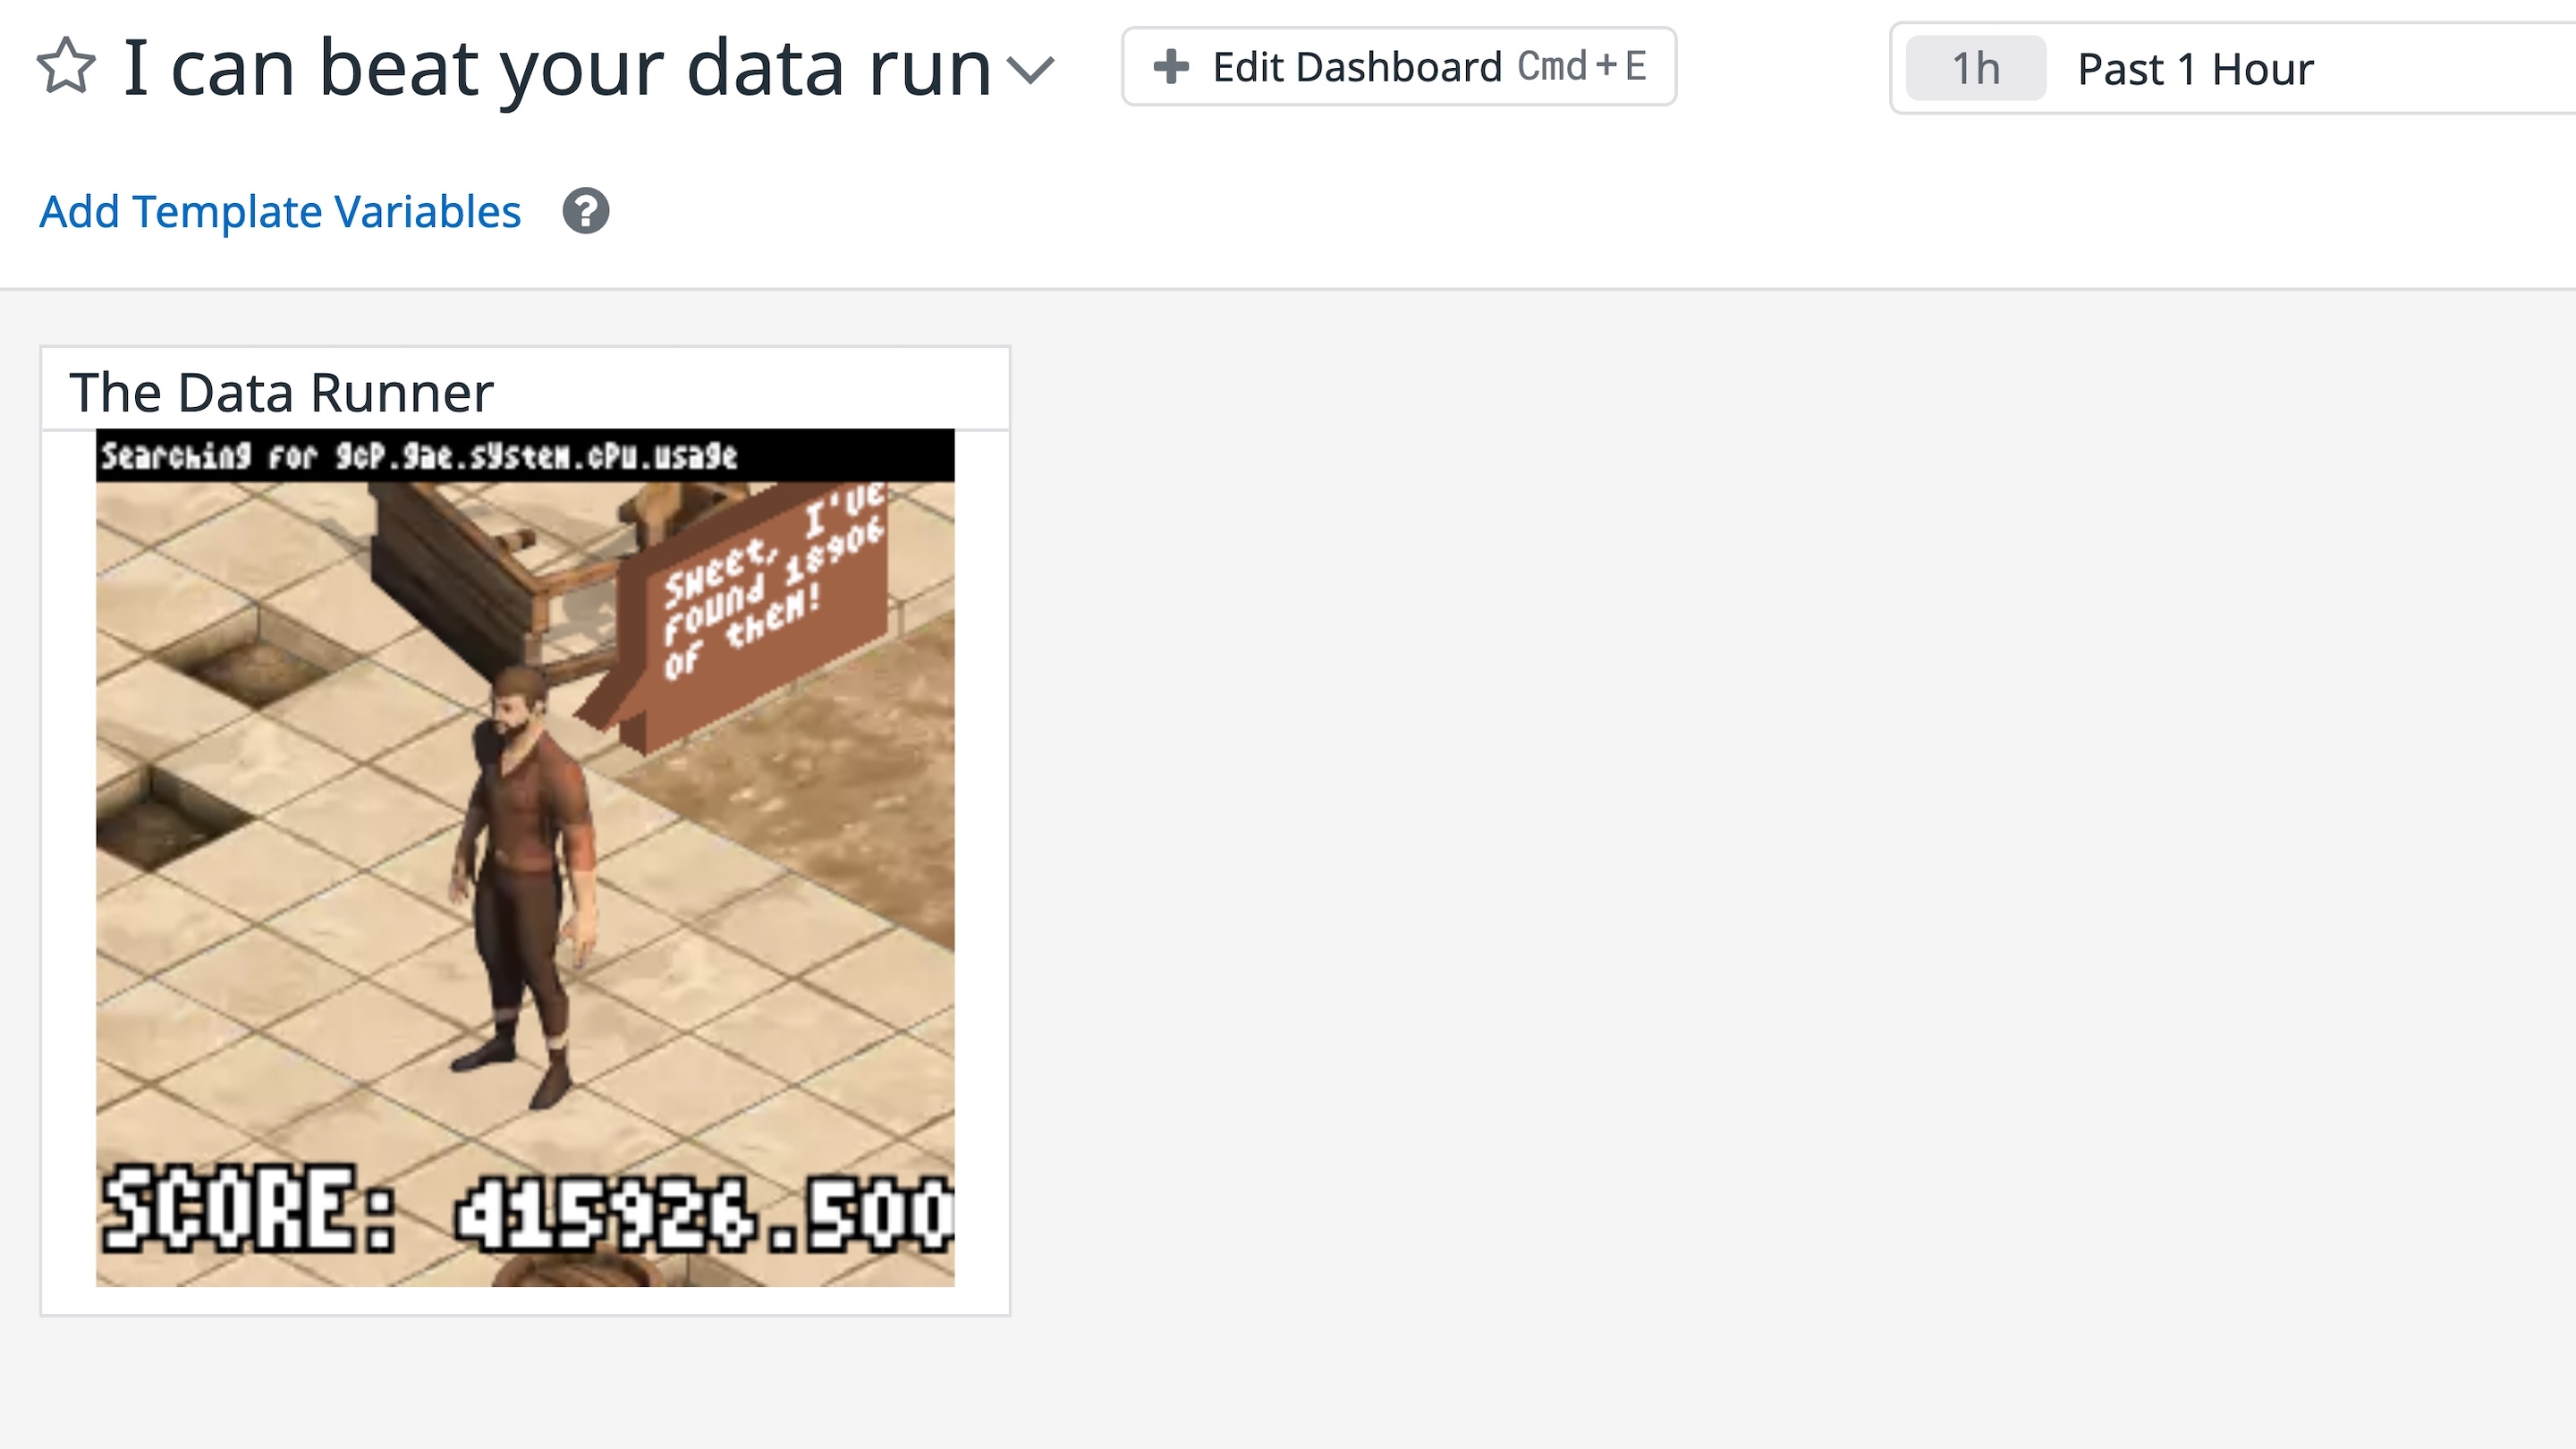 I can beat your data run
Edit Dashboard Cmd+E
1h Past 1 Hour
Add Template Variables ?
The Data Runner
Searching for gcp.gae.system.cpu.usage
Sweet, I've
found 18906
of them!
SCORE: 415926.500